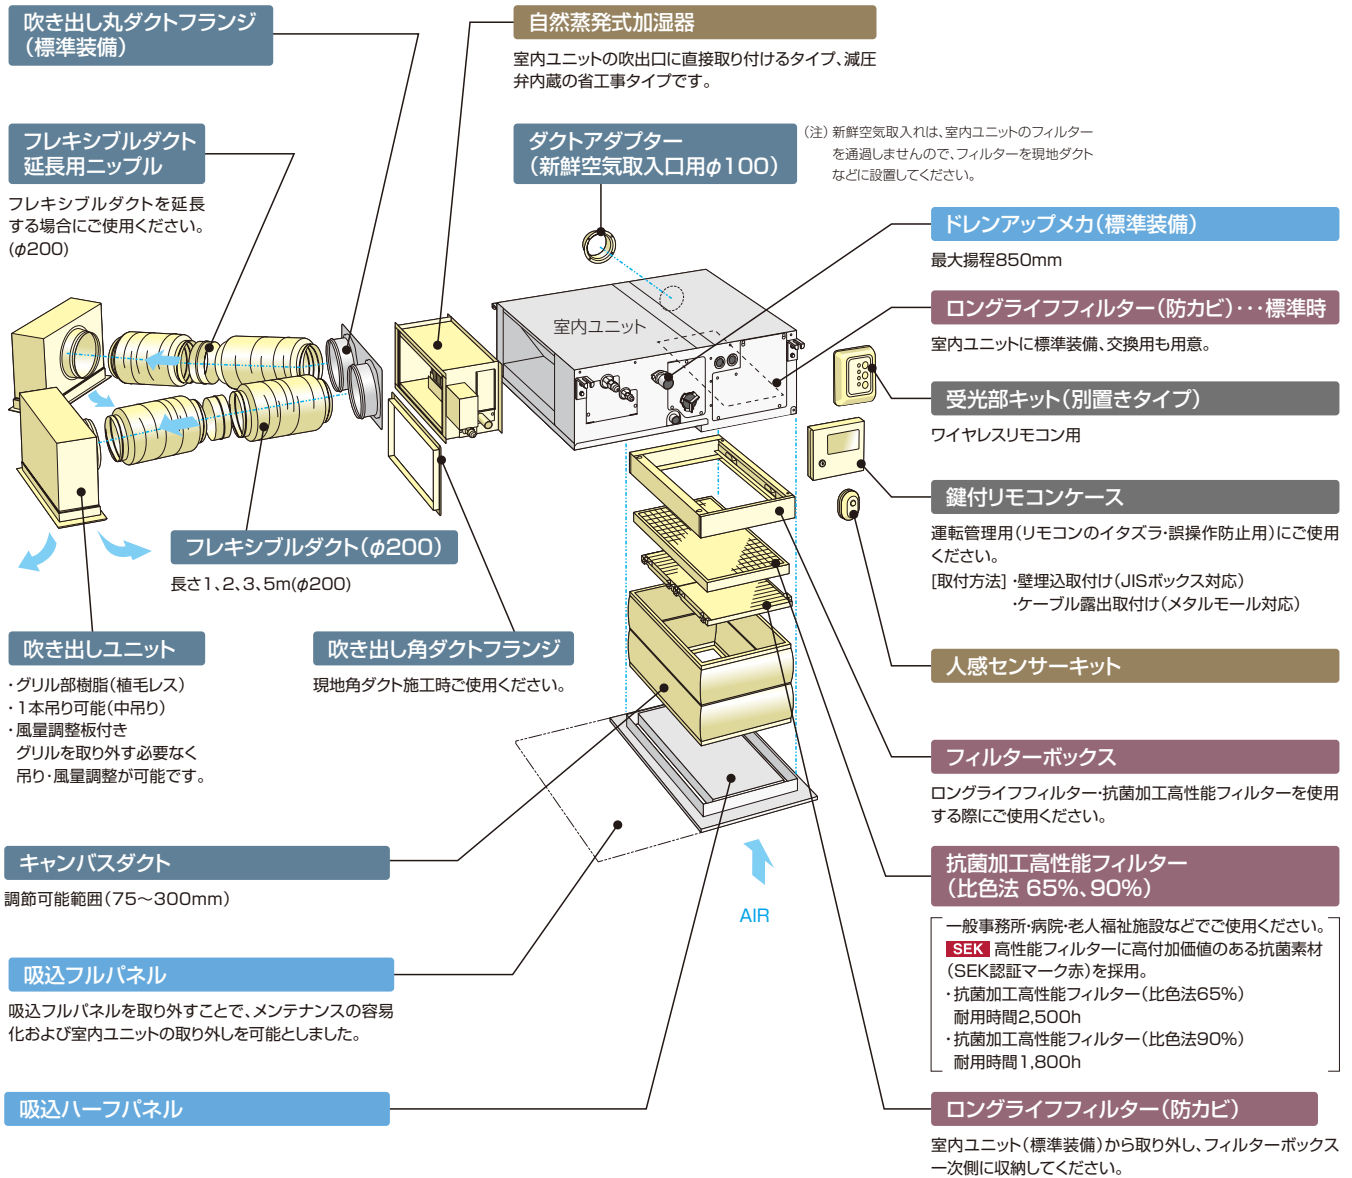 吹き出し丸ダクトフランジ
（標準装備）
自然蒸発式加湿器
室内ユニットの吹出口に直接取り付けるタイプ、減圧
弁内蔵の省工事タイプです。
フレキシブルダクト
延長用ニップル
フレキシブルダクトを延長
する場合にご使用ください。
(φ200)
ダクトアダプター
（新鮮空気取入口用φ100）
（注）新鮮空気取入れは、室内ユニットのフィルター
を通過しませんので、フィルターを現地ダクト
などに設置してください。
ドレンアップメカ（標準装備）
最大揚程850mm
ロングライフフィルター（防カビ）・・・標準時
室内ユニットに標準装備、交換用も用意。
室内ユニット
受光部キット（別置きタイプ）
ワイヤレスリモコン用
鍵付リモコンケース
運転管理用（リモコンのイタズラ・誤操作防止用）にご使用
ください。
[取付方法] ・壁埋込取付け（JISボックス対応）
・ケーブル露出取付け（メタルモール対応）
フレキシブルダクト（φ200）
長さ1、2、3、5m(φ200)
吹き出しユニット
・グリル部樹脂（植毛レス）
・1本吊り可能（中吊り）
・風量調整板付き
グリルを取り外す必要なく
吊り・風量調整が可能です。
吹き出し角ダクトフランジ
現地角ダクト施工時ご使用ください。
人感センサーキット
フィルターボックス
ロングライフフィルター・抗菌加工高性能フィルターを使用
する際にご使用ください。
キャンバスダクト
調節可能範囲（75～300mm）
抗菌加工高性能フィルター
（比色法 65%、90%）
一般事務所・病院・老人福祉施設などでご使用ください。
SEK 高性能フィルターに高付加価値のある抗菌素材
（SEK認証マーク赤）を採用。
・抗菌加工高性能フィルター（比色法65%）
耐用時間2,500h
・抗菌加工高性能フィルター（比色法90%）
耐用時間1,800h
AIR
吸込フルパネル
吸込フルパネルを取り外すことで、メンテナンスの容易
化および室内ユニットの取り外しを可能としました。
吸込ハーフパネル
ロングライフフィルター（防カビ）
室内ユニット（標準装備）から取り外し、フィルターボックス
一次側に収納してください。